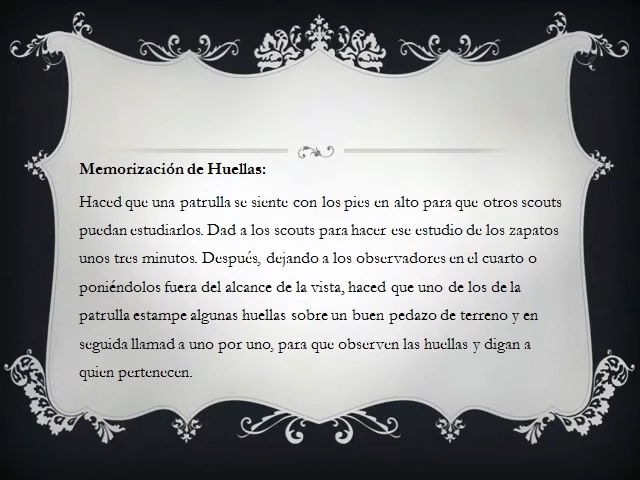 Memorización de Huellas:
Haced que una patrulla se siente con los pies en alto para que otros scouts
puedan estudiarlos. Dad a los scouts para hacer ese estudio de los zapatos
unos tres minutos. Después, dejando a los observadores en el cuarto o
poniéndolos fuera del alcance de la vista, haced que uno de los de la
patrulla estampe algunas huellas sobre un buen pedazo de terreno y en
seguida llamad a uno por uno, para que observen las huellas y digan a
quien pertenecen.